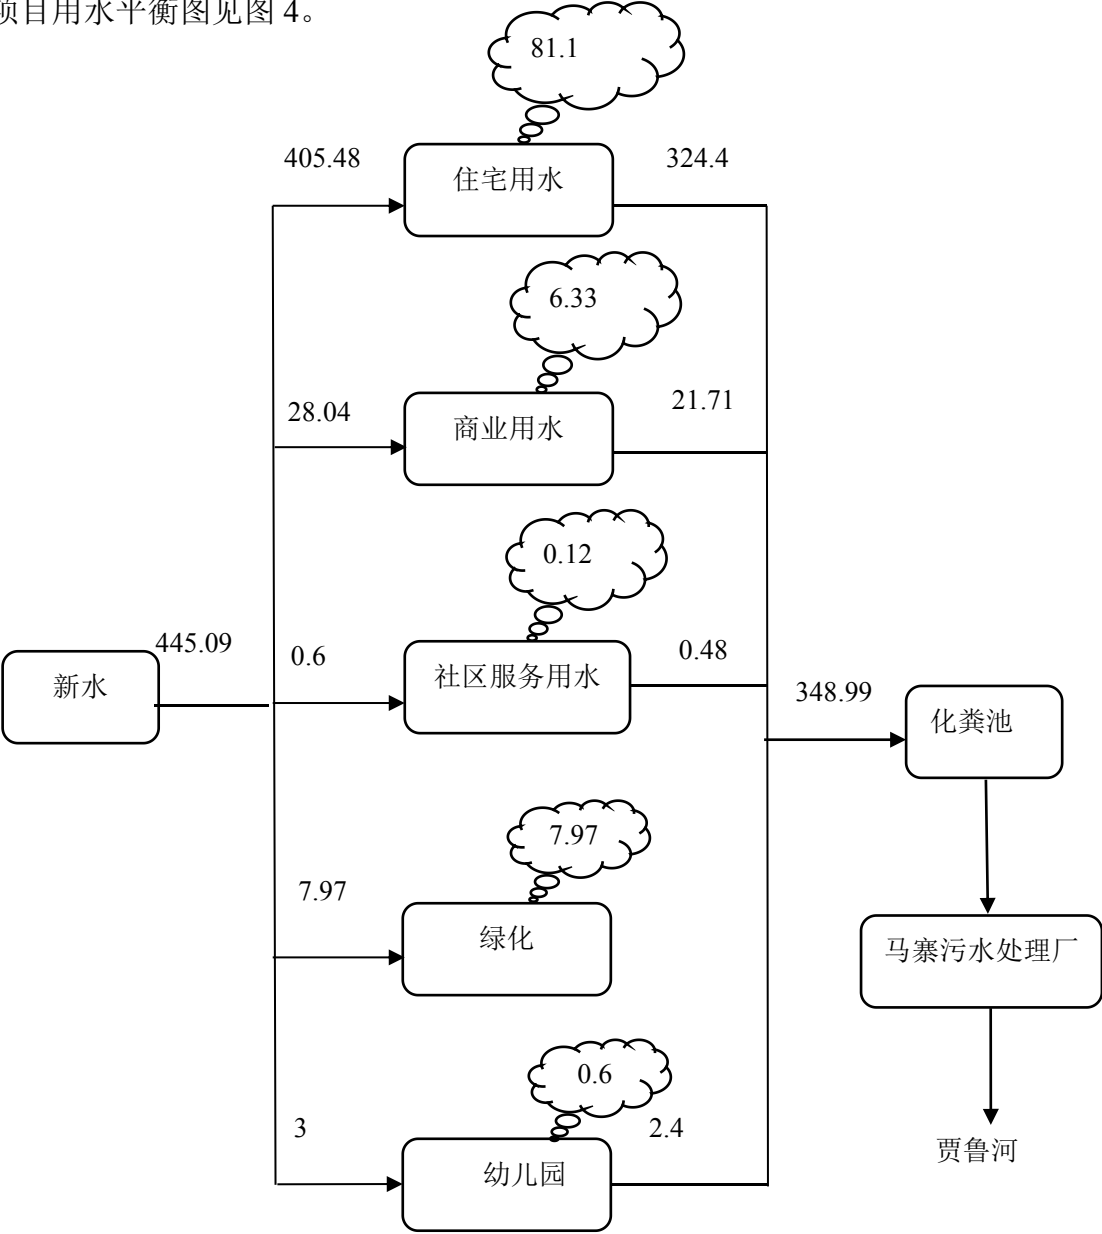 项目用水平衡图见图 4。
81.1
405.48
住宅用水
324.4
6.33
28.04
商业用水
21.71
0.12
445.09
新水
0.6
社区服务用水
0.48
348.99
化粪池
7.97
7.97
绿化
马寨污水处理厂
0.6
3
幼儿园
2.4
贾鲁河